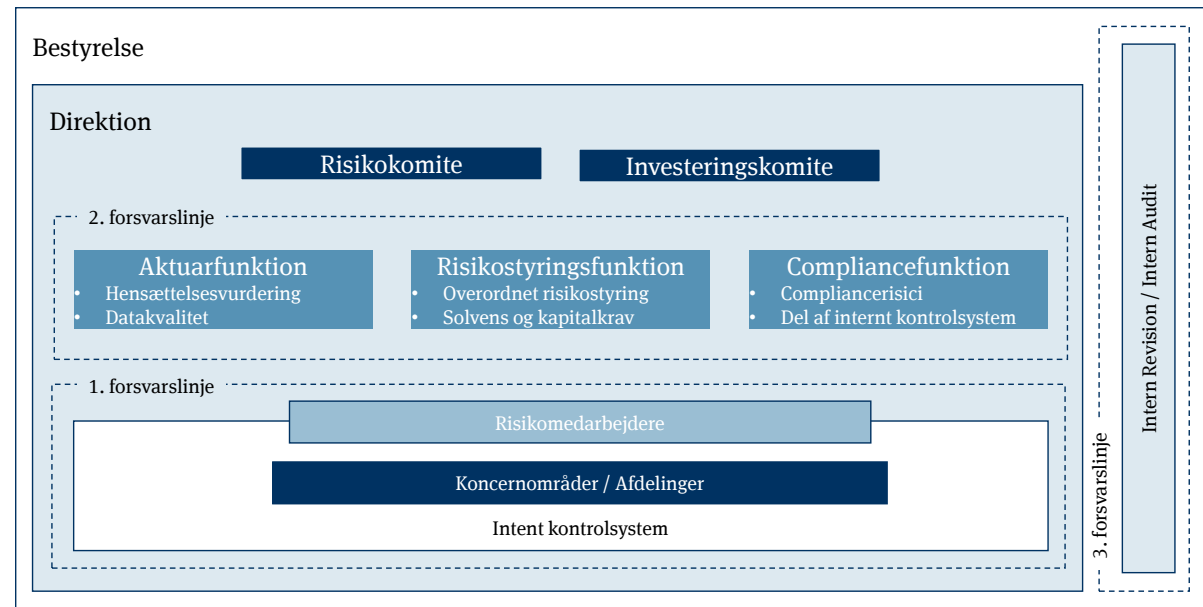 Bestyrelse
Direktion
Risikokomite
Investeringskomite
2. forsvarslinje
Aktuarfunktion
• Hensættelsesvurdering
• Datakvalitet
Risikostyringsfunktion
• Overordnet risikostyring
• Solvens og kapitalkrav
Compliancefunktion
• Compliancerisici
• Del af internt kontrolsystem
1. forsvarslinje
Risikomedarbejdere
Koncernområder / Afdelinger
Intent kontrolsystem
3. forsvarslinje
Intern Revision / Intern Audit